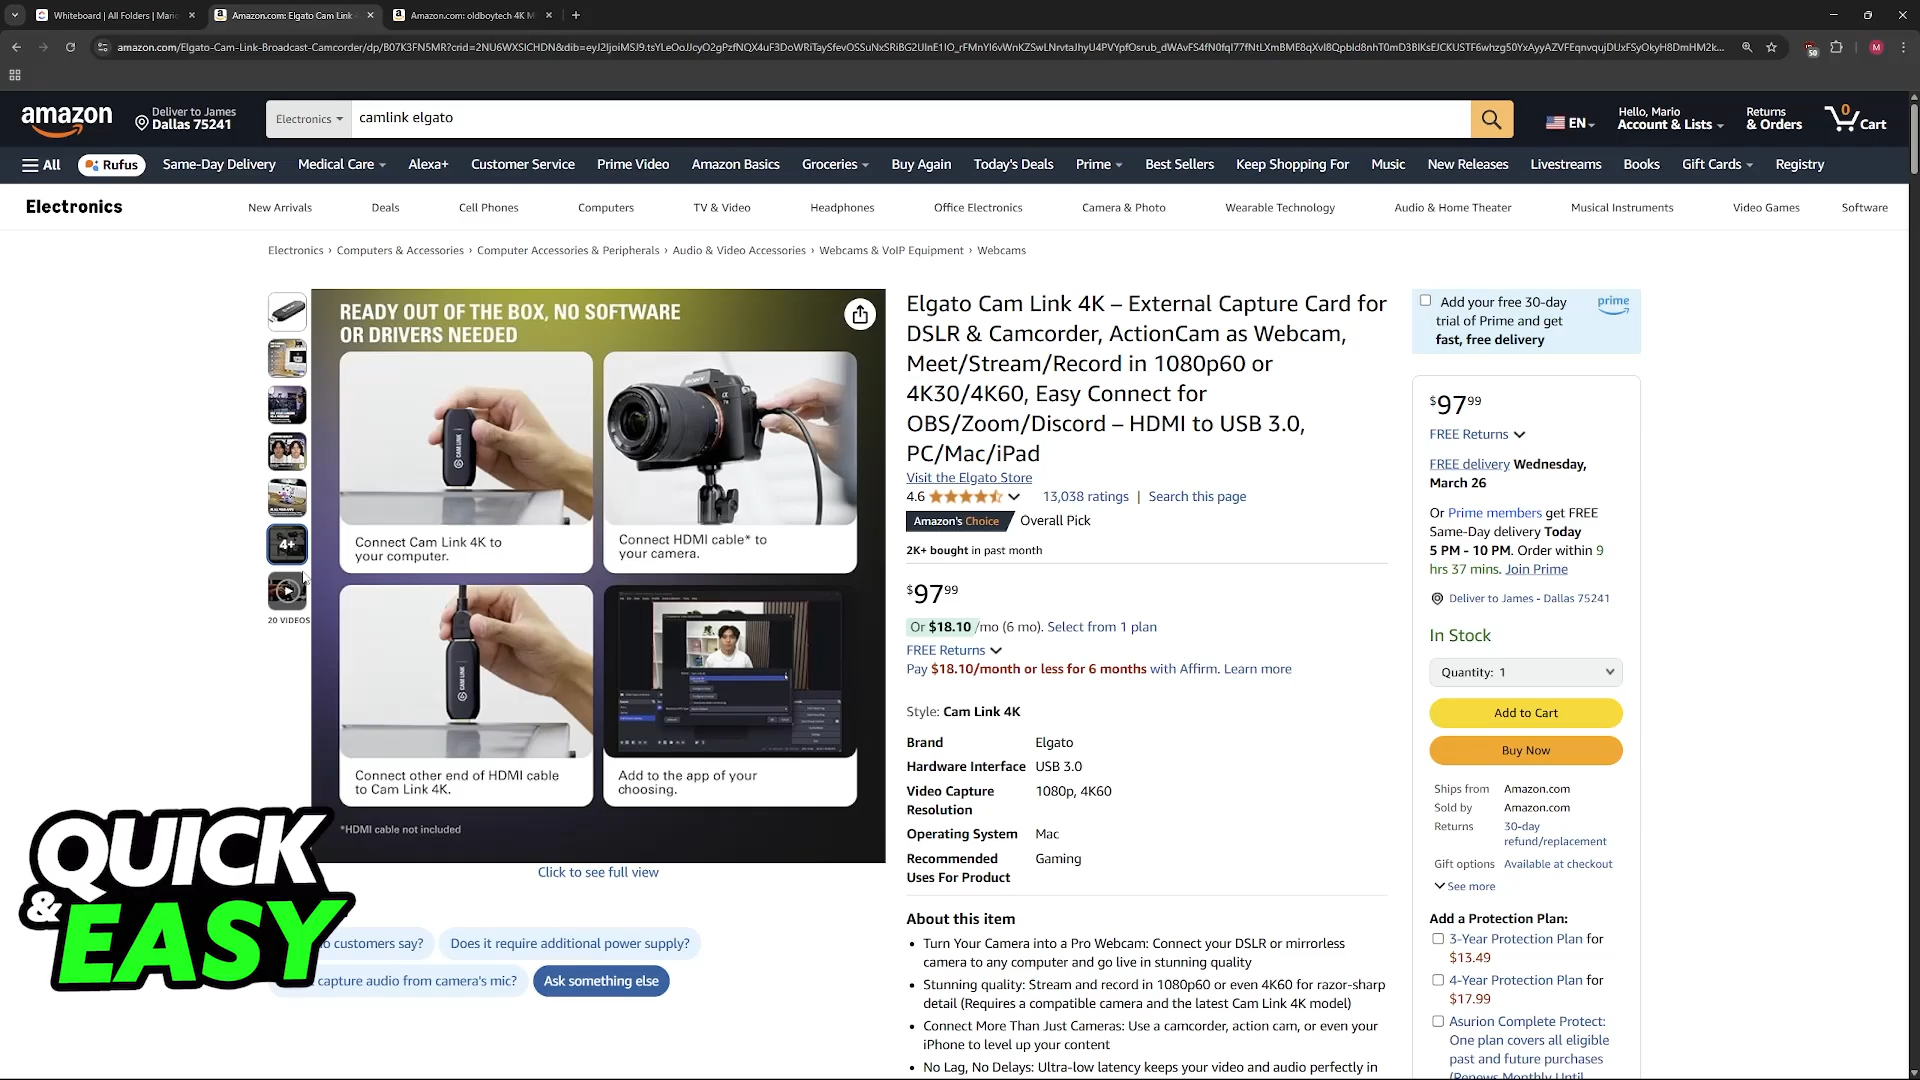 Whiteboard | All Folders | Mario
Amazon.com: Elgato Cam Link
Amazon.com: oldboytech 4K M
50
M
amazon
Deliver to James
Dallas 75241
Electronics
camlink elgato
EN
Hello, Mario
Account & Lists
Returns
& Orders
0
Cart
All
Rufus
Same-Day Delivery
Medical Care
Alexa+
Customer Service
Prime Video
Amazon Basics
Groceries
Buy Again
Today's Deals
Prime
Best Sellers
Keep Shopping For
Music
New Releases
Livestreams
Books
Gift Cards
Registry
Electronics
New Arrivals
Deals
Cell Phones
Computers
TV & Video
Headphones
Office Electronics
Camera & Photo
Wearable Technology
Audio & Home Theater
Musical Instruments
Video Games
Software
Electronics › Computers & Accessories › Computer Accessories & Peripherals › Audio & Video Accessories › Webcams & VoIP Equipment › Webcams
4+
20 VIDEOS
READY OUT OF THE BOX, NO SOFTWARE
OR DRIVERS NEEDED
CAM LINK
SONY
Connect Cam Link 4K to
your computer.
Connect HDMI cable* to
your camera.
CAM LINK
Connect other end of HDMI cable
to Cam Link 4K.
Add to the app of your
choosing.
*HDMI cable not included
Click to see full view
customers say?
Does it require additional power supply?
capture audio from camera's mic?
Ask something else
QUICK
& EASY
Elgato Cam Link 4K – External Capture Card for
DSLR & Camcorder, ActionCam as Webcam,
Meet/Stream/Record in 1080p60 or
4K30/4K60, Easy Connect for
OBS/Zoom/Discord – HDMI to USB 3.0,
PC/Mac/iPad
Visit the Elgato Store
4.6
13,038 ratings | Search this page
Amazon's Choice Overall Pick
2K+ bought in past month
$97 99
Or $18.10 /mo (6 mo). Select from 1 plan
FREE Returns
Pay $18.10/month or less for 6 months with Affirm. Learn more
Style: Cam Link 4K
Brand Elgato
Hardware Interface USB 3.0
Video Capture Resolution 1080p, 4K60
Operating System Mac
Recommended Uses For Product Gaming
About this item
• Turn Your Camera into a Pro Webcam: Connect your DSLR or mirrorless
camera to any computer and go live in stunning quality
• Stunning quality: Stream and record in 1080p60 or even 4K60 for razor-sharp
detail (Requires a compatible camera and the latest Cam Link 4K model)
• Connect More Than Just Cameras: Use a camcorder, action cam, or even your
iPhone to level up your content
• No Lag, No Delays: Ultra-low latency keeps your video and audio perfectly in
Add your free 30-day
trial of Prime and get
fast, free delivery
prime
$97 99
FREE Returns
FREE delivery Wednesday,
March 26
Or Prime members get FREE
Same-Day delivery Today
5 PM - 10 PM. Order within 9
hrs 37 mins. Join Prime
Deliver to James - Dallas 75241
In Stock
Quantity: 1
Add to Cart
Buy Now
Ships from Amazon.com
Sold by Amazon.com
Returns 30-day
refund/replacement
Gift options Available at checkout
See more
Add a Protection Plan:
3-Year Protection Plan for
$13.49
4-Year Protection Plan for
$17.99
Asurion Complete Protect:
One plan covers all eligible
past and future purchases
(Renews Monthly Until